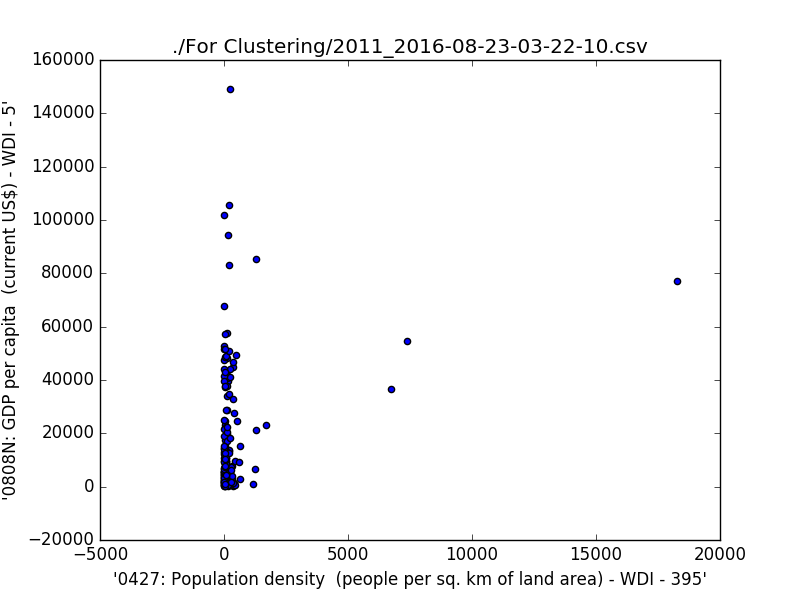 ./For Clustering/2011_2016-08-23-03-22-10.csv
160000
140000
120000
100000
80000
60000
40000
20000
0
−20000
'0808N: GDP per capita  (current US$) - WDI - 5'
−5000 0 5000 10000 15000 20000
'0427: Population density  (people per sq. km of land area) - WDI - 395'